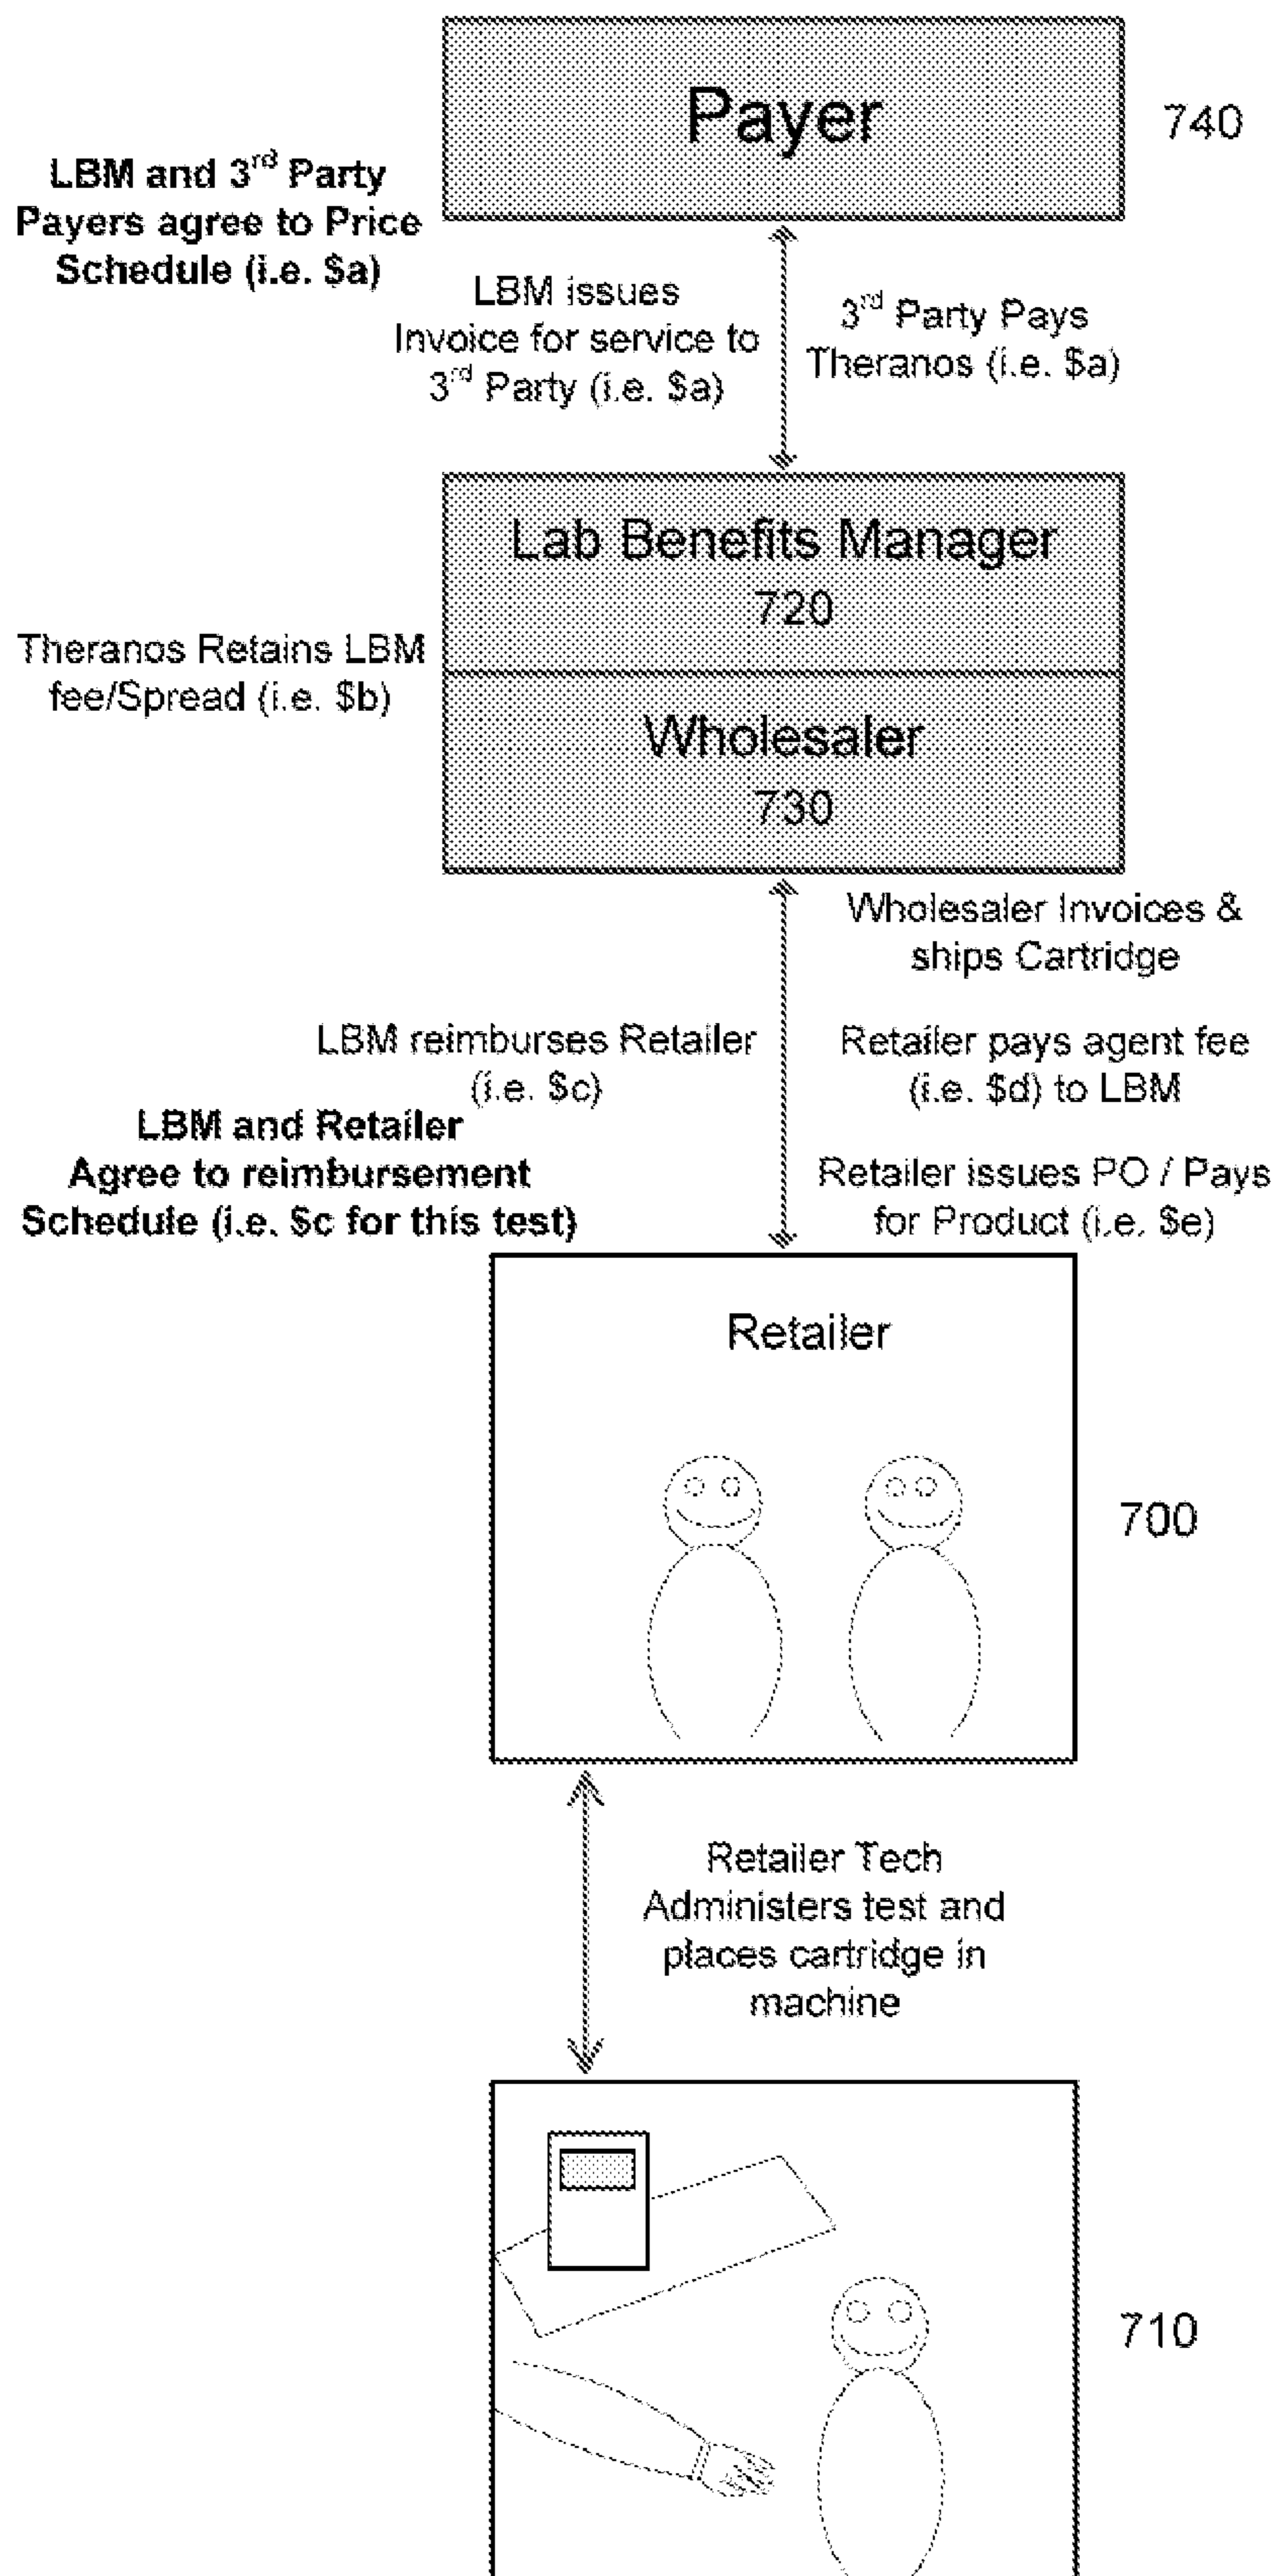 Payer
740
LBM and 3rd Party
Payers agree to Price
Schedule (i.e. $a)
LBM issues
Invoice for service to
3rd Party (i.e. $a)
3rd Party Pays
Theranos (i.e. $a)
Lab Benefits Manager
720
Theranos Retains LBM
fee/Spread (i.e. $b)
Wholesaler
730
Wholesaler Invoices &
ships Cartridge
LBM reimburses Retailer
(i.e. $c)
Retailer pays agent fee
(i.e. $d) to LBM
LBM and Retailer
Agree to reimbursement
Schedule (i.e. $c for this test)
Retailer issues PO / Pays
for Product (i.e. $e)
Retailer
700
Retailer Tech
Administers test and
places cartridge in
machine
710